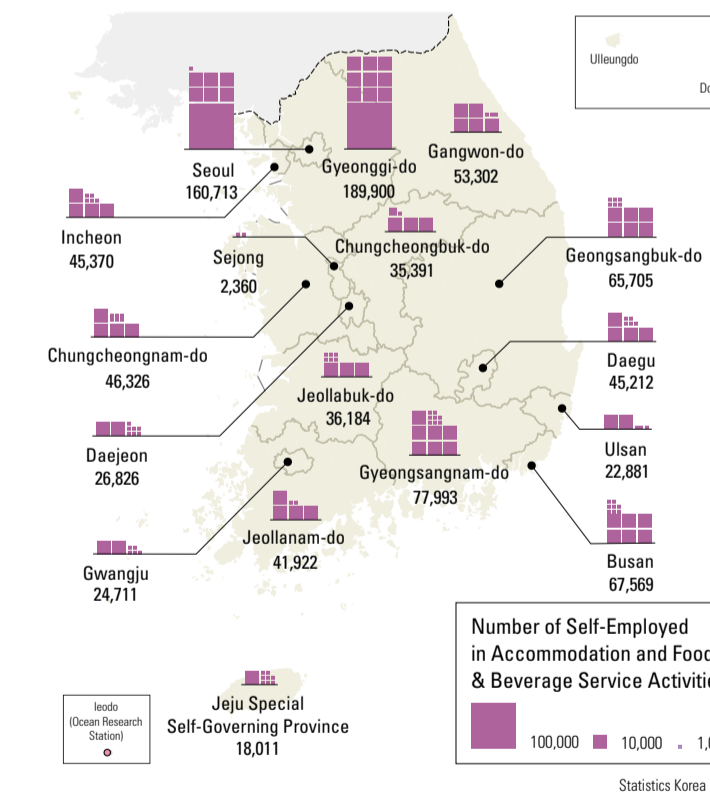 Ulleungdo
Seoul
160,713
Gyeonggi-do
189,900
Gangwon-do
53,302
Incheon
45,370
Sejong
2,360
Chungcheongbuk-do
35,391
Geongsangbuk-do
65,705
Chungcheongnam-do
46,326
Daegu
45,212
Jeollabuk-do
36,184
Daejeon
26,826
Gyeongsangnam-do
77,993
Ulsan
22,881
Jeollanam-do
41,922
Gwangju
24,711
Busan
67,569
Number of Self-Employed
in Accommodation and Food
& Beverage Service Activitie
100,000
10,000
1,0
Jeju Special
Self-Governing Province
18,011
Ieodo
(Ocean Research
Station)
Statistics Korea